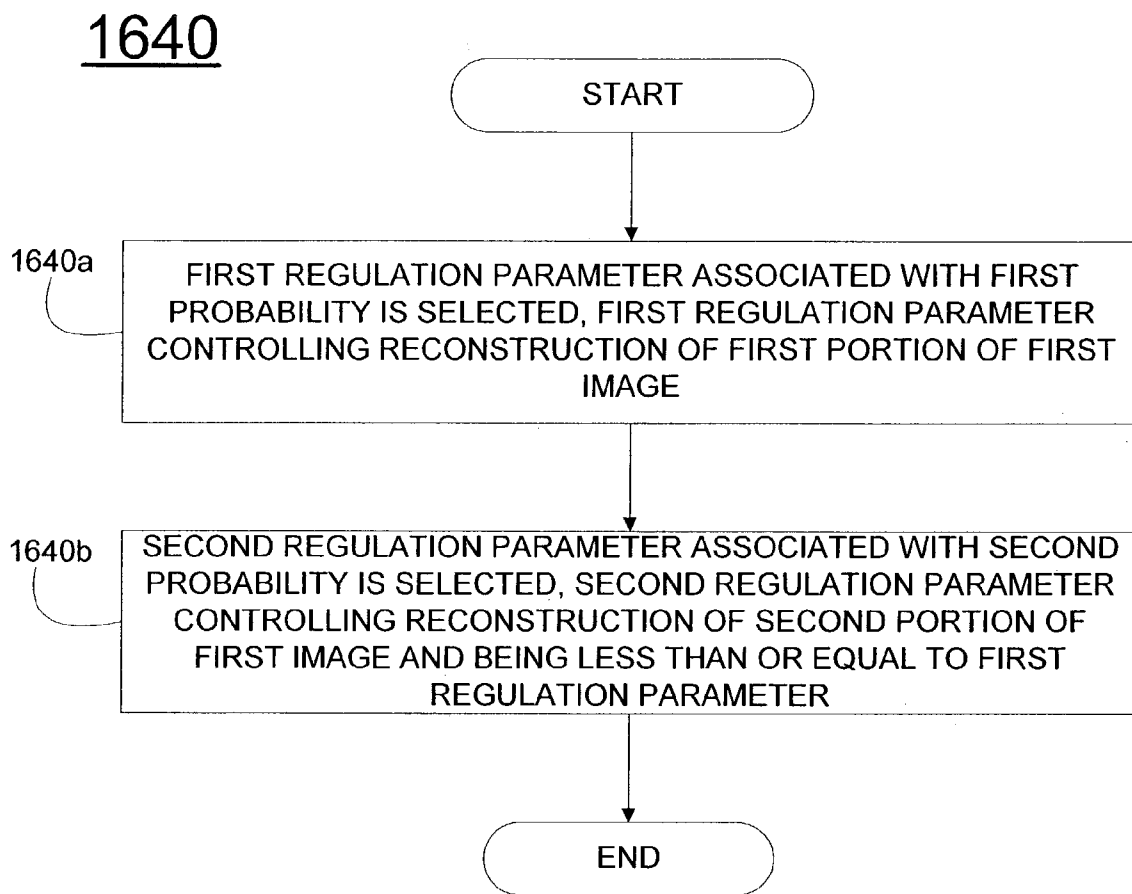 1640
START
1640a
FIRST REGULATION PARAMETER ASSOCIATED WITH FIRST
PROBABILITY IS SELECTED, FIRST REGULATION PARAMETER
CONTROLLING RECONSTRUCTION OF FIRST PORTION OF FIRST
IMAGE
1640b
SECOND REGULATION PARAMETER ASSOCIATED WITH SECOND
PROBABILITY IS SELECTED, SECOND REGULATION PARAMETER
CONTROLLING RECONSTRUCTION OF SECOND PORTION OF
FIRST IMAGE AND BEING LESS THAN OR EQUAL TO FIRST
REGULATION PARAMETER
END